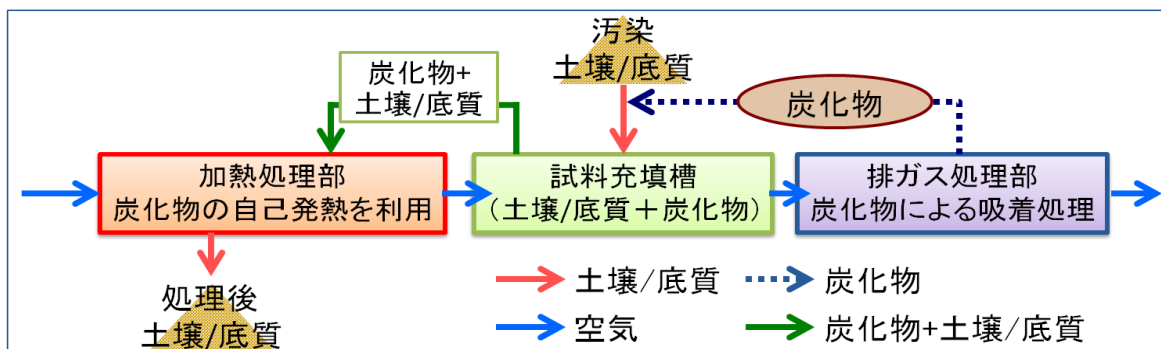 汚染
土壌/底質
炭化物+
土壌/底質
炭化物
加熱処理部
炭化物の自己発熱を利用
試料充填槽
(土壌/底質+炭化物)
排ガス処理部
炭化物による吸着処理
処理後
土壌/底質
土壌/底質
炭化物
空気
炭化物+土壌/底質